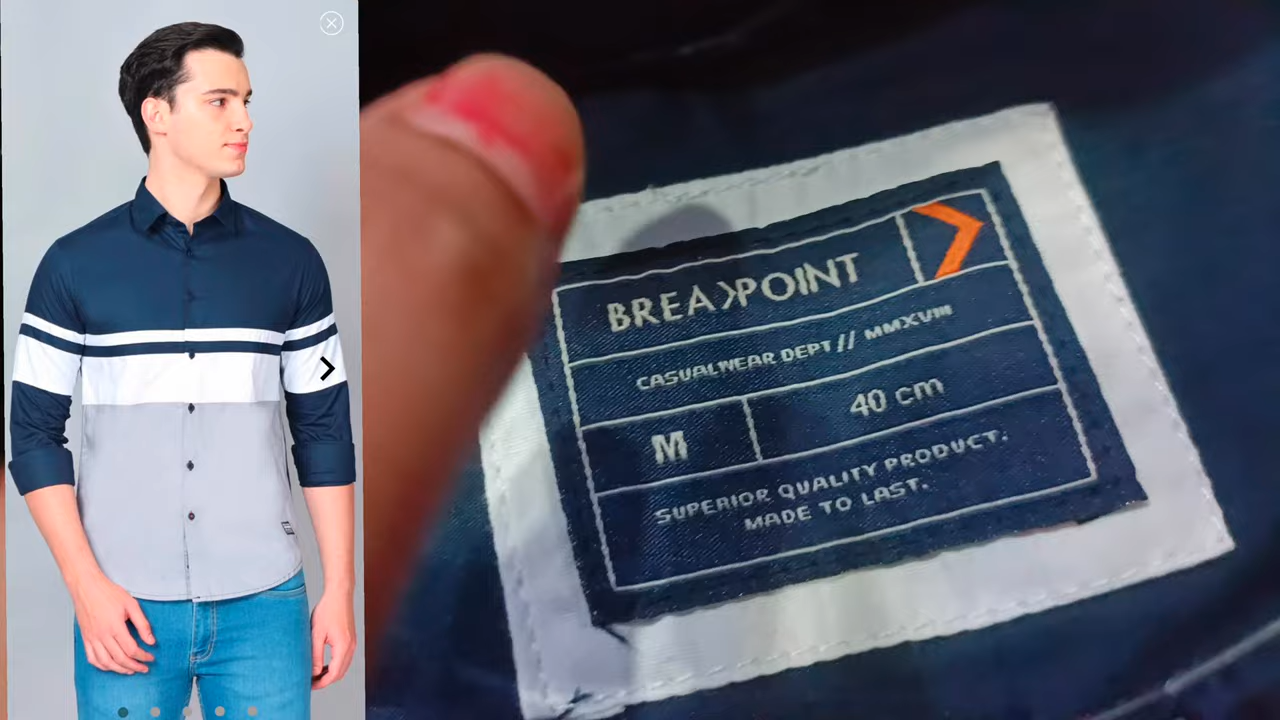 BREAKPOINT
CASUALWEAR DEPT // MMXVIII
M
40 cm
SUPERIOR QUALITY PRODUCT.
MADE TO LAST.